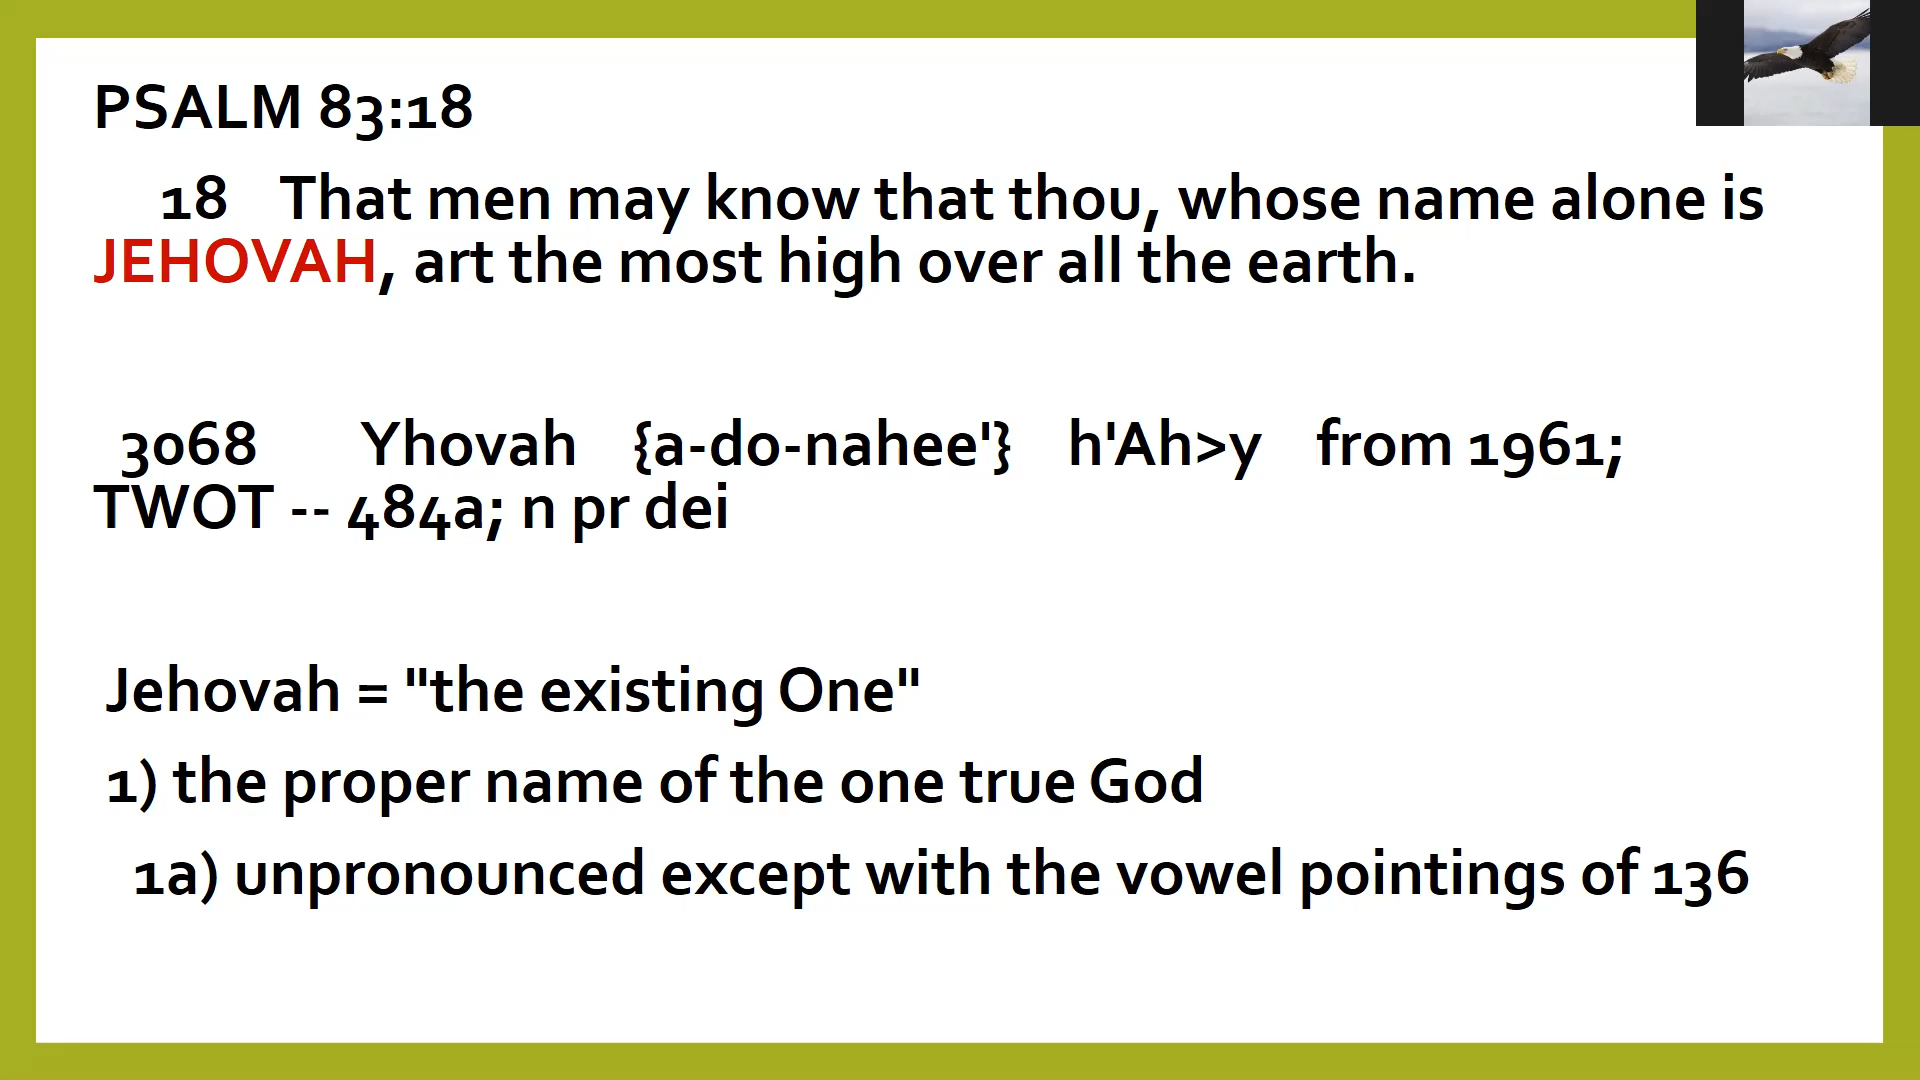 PSALM 83:18
18 That men may know that thou, whose name alone is
JEHOVAH, art the most high over all the earth.
3068 Yhovah {a-do-nahee'} h'Ah>y from 1961;
TWOT -- 484a; n pr dei
Jehovah = "the existing One"
1) the proper name of the one true God
1a) unpronounced except with the vowel pointings of 136